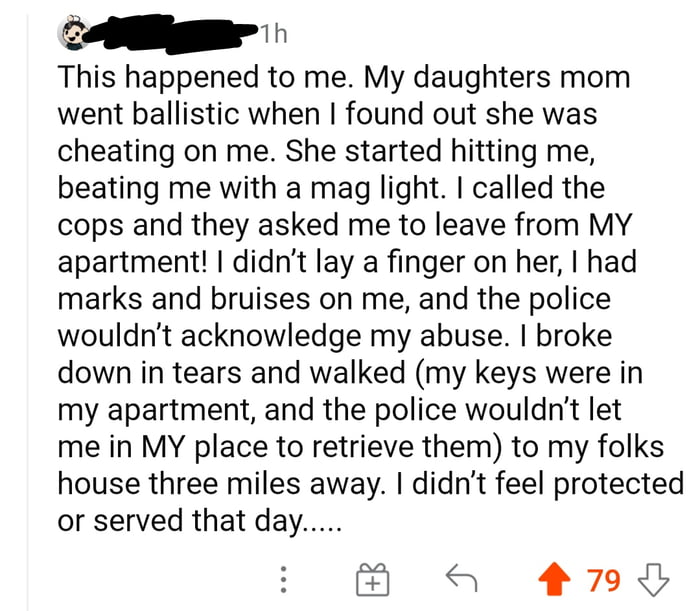 1h
This happened to me. My daughters mom
went ballistic when I found out she was
cheating on me. She started hitting me,
beating me with a mag light. I called the
cops and they asked me to leave from MY
apartment! I didn’t lay a finger on her, I had
marks and bruises on me, and the police
wouldn’t acknowledge my abuse. I broke
down in tears and walked (my keys were in
my apartment, and the police wouldn’t let
me in MY place to retrieve them) to my folks
house three miles away. I didn’t feel protected
or served that day.....
79